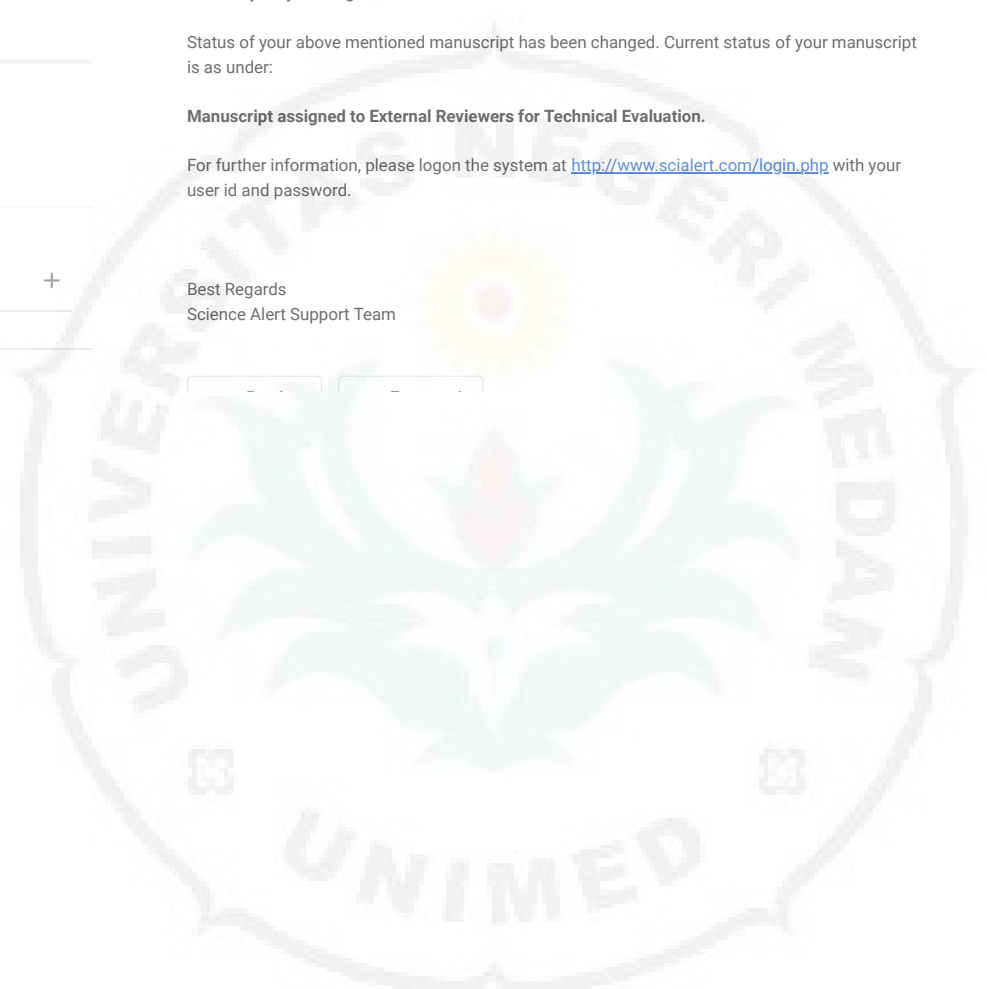 Status of your above mentioned manuscript has been changed. Current status of your manuscript
is as under:
Manuscript assigned to External Reviewers for Technical Evaluation.
For further information, please logon the system at http://www.scialert.com/login.php with your
user id and password.
+
Best Regards
Science Alert Support Team
UNIVERSITAS NEGERI MEDAN
UNIMED